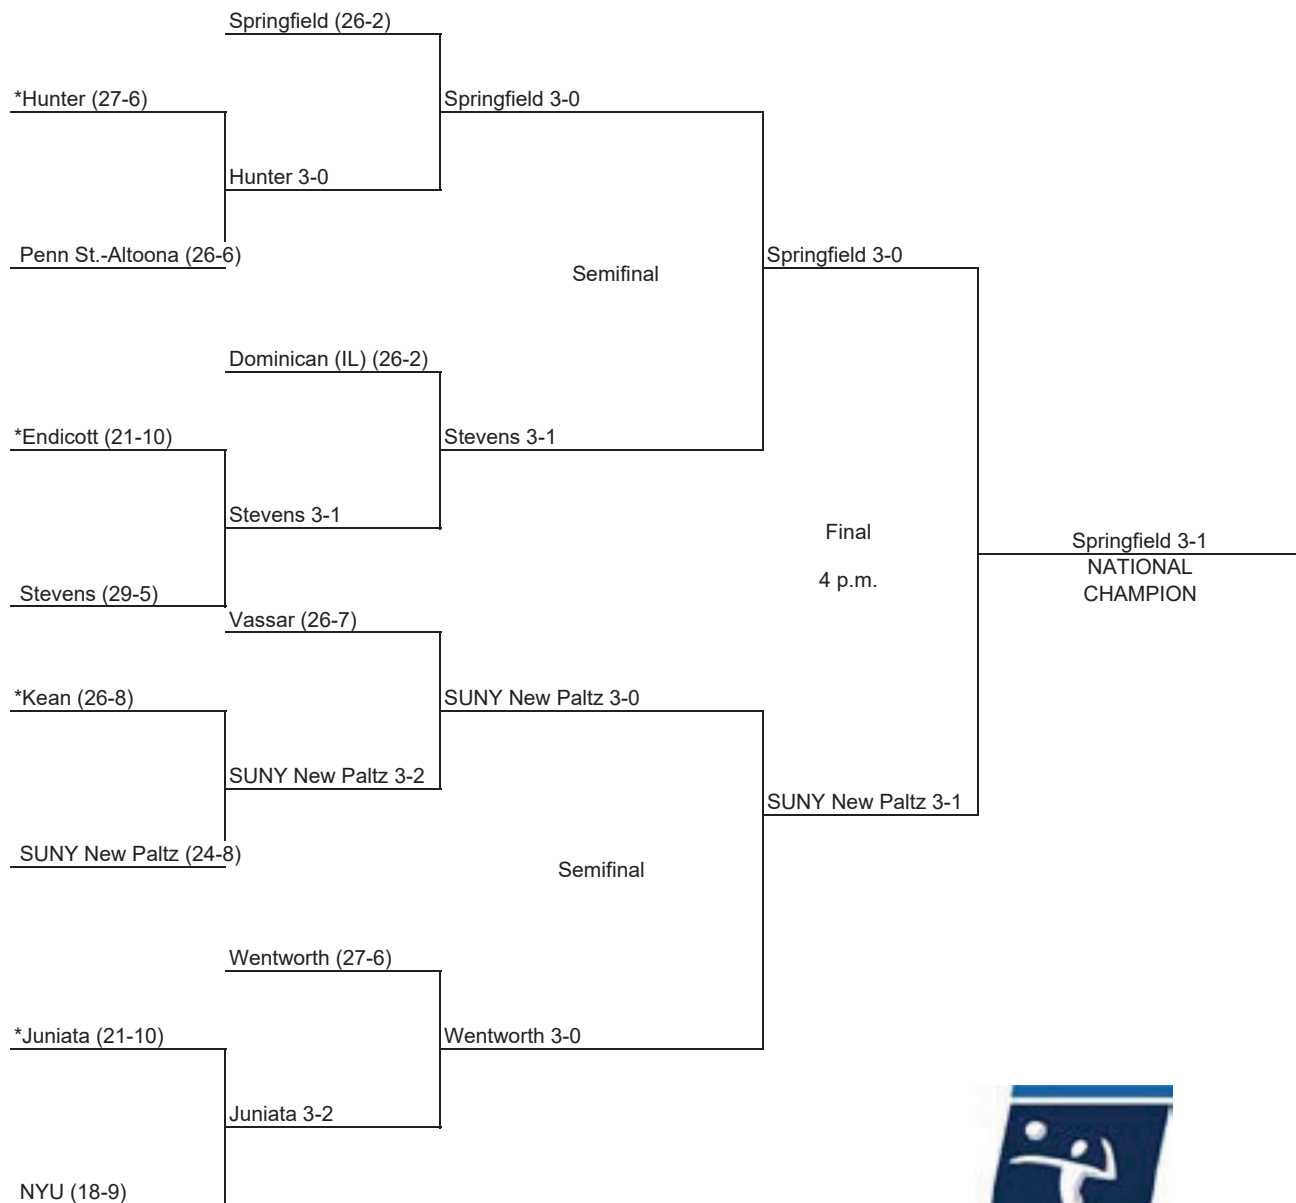 Springfield (26-2)
*Hunter (27-6)
Springfield 3-0
Hunter 3-0
Penn St.-Altoona (26-6)
Springfield 3-0
Semifinal
Dominican (IL) (26-2)
*Endicott (21-10)
Stevens 3-1
Stevens 3-1
Final
Springfield 3-1
NATIONAL
CHAMPION
4 p.m.
Stevens (29-5)
Vassar (26-7)
*Kean (26-8)
SUNY New Paltz 3-0
SUNY New Paltz 3-2
SUNY New Paltz 3-1
SUNY New Paltz (24-8)
Semifinal
Wentworth (27-6)
*Juniata (21-10)
Wentworth 3-0
Juniata 3-2
NYU (18-9)